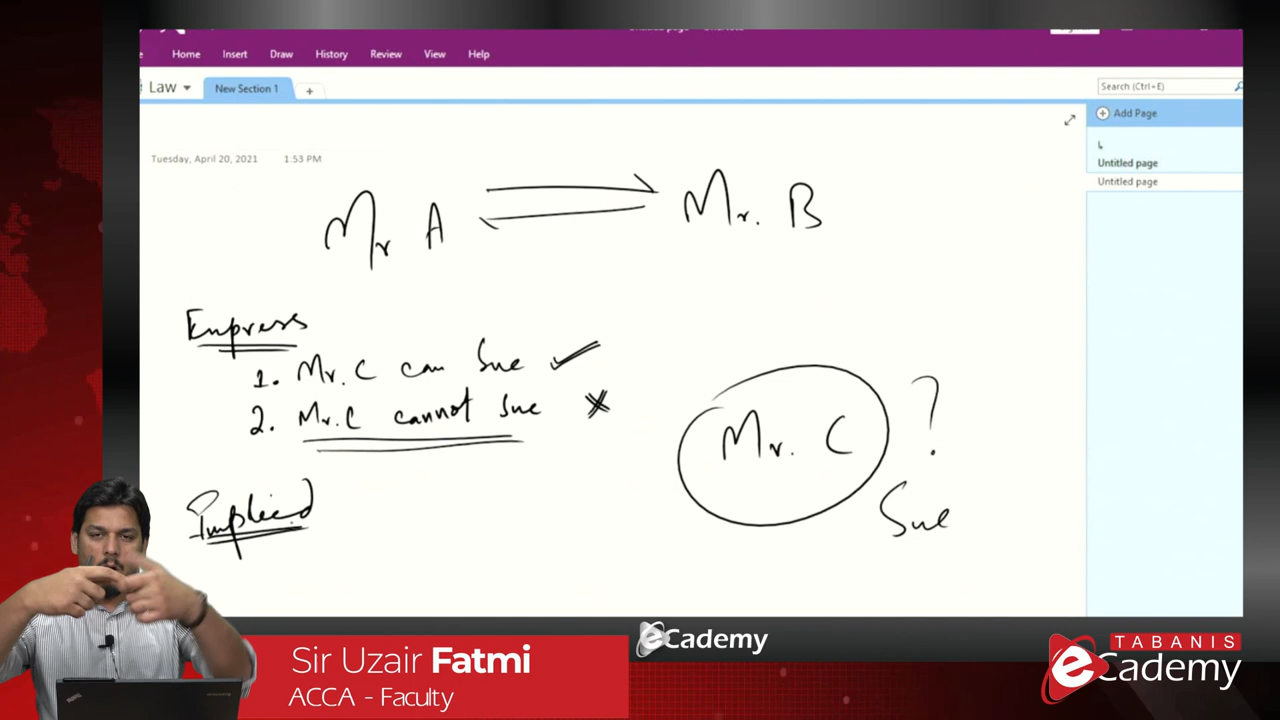 Home Insert Draw History Review View Help
Law New Section 1 +
Search (Ctrl+E)
Add Page
Untitled page
Untitled page
Tuesday, April 20, 2021 1:53 PM
Mr A Mr. B
Express
1. Mr. C can Sue
2. Mr. C cannot Sue
Mr. C ?
Sue
Implied
Sir Uzair Fatmi
ACCA - Faculty
eCademy
TABANIS
eCademy